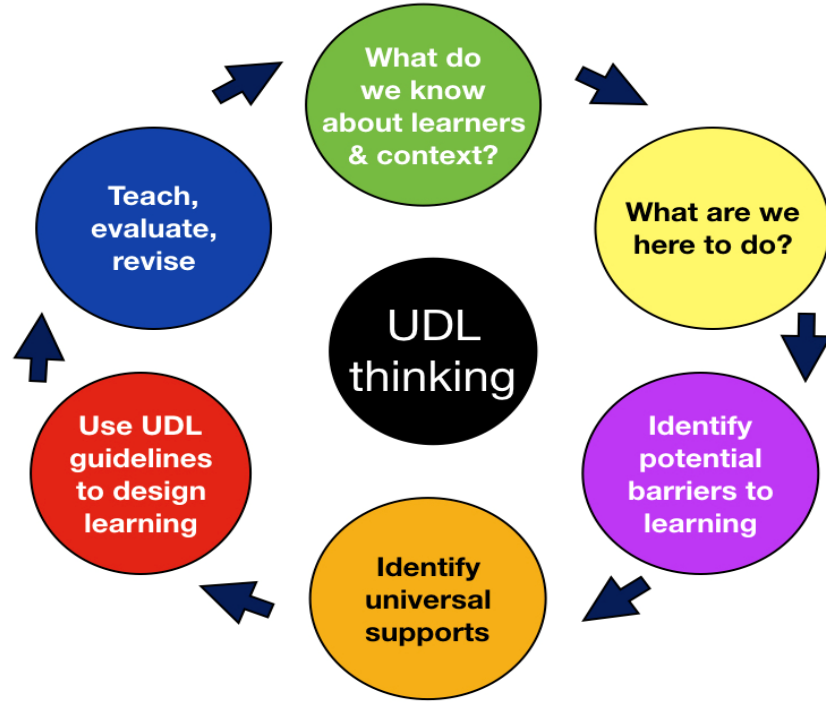 What do
we know
about learners
& context?
What are we
here to do?
Identify
potential
barriers to
learning
Identify
universal
supports
Use UDL
guidelines
to design
learning
Teach,
evaluate,
revise
UDL
thinking